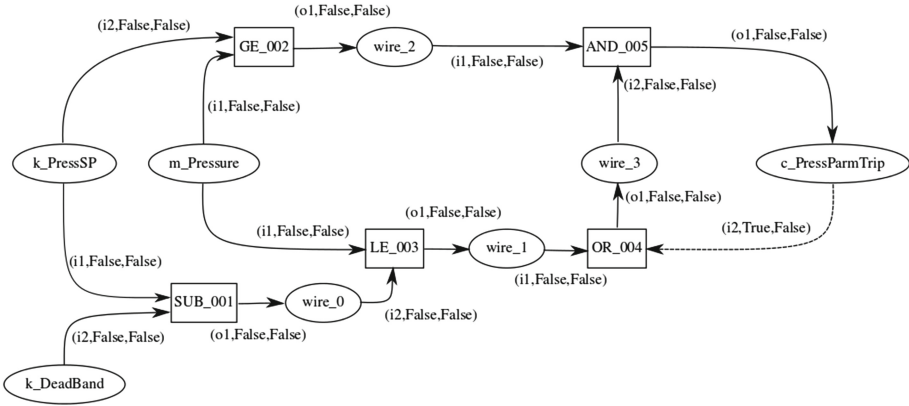 (o1,False,False)
(i2,False,False)
(o1,False,False)
GE_002
wire_2
AND_005
(i1,False,False)
(i2,False,False)
(i1,False,False)
k_PressSP
m_Pressure
wire_3
c_PressParmTrip
(o1,False,False)
(o1,False,False)
(i1,False,False)
(i2,True,False)
LE_003
wire_1
OR_004
(i1,False,False)
(i1,False,False)
SUB_001
wire_0
(i2,False,False)
(o1,False,False)
(i2,False,False)
k_DeadBand